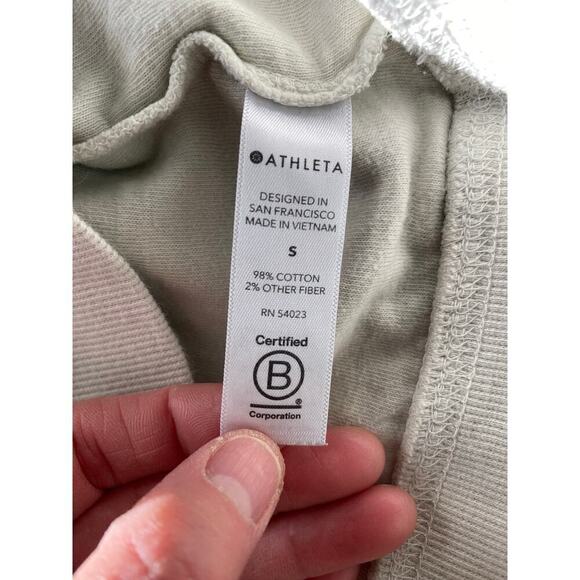 ATHLETA
DESIGNED IN
SAN FRANCISCO
MADE IN VIETNAM
S
98% COTTON
2% OTHER FIBER
RN 54023
Certified
B
®
Corporation